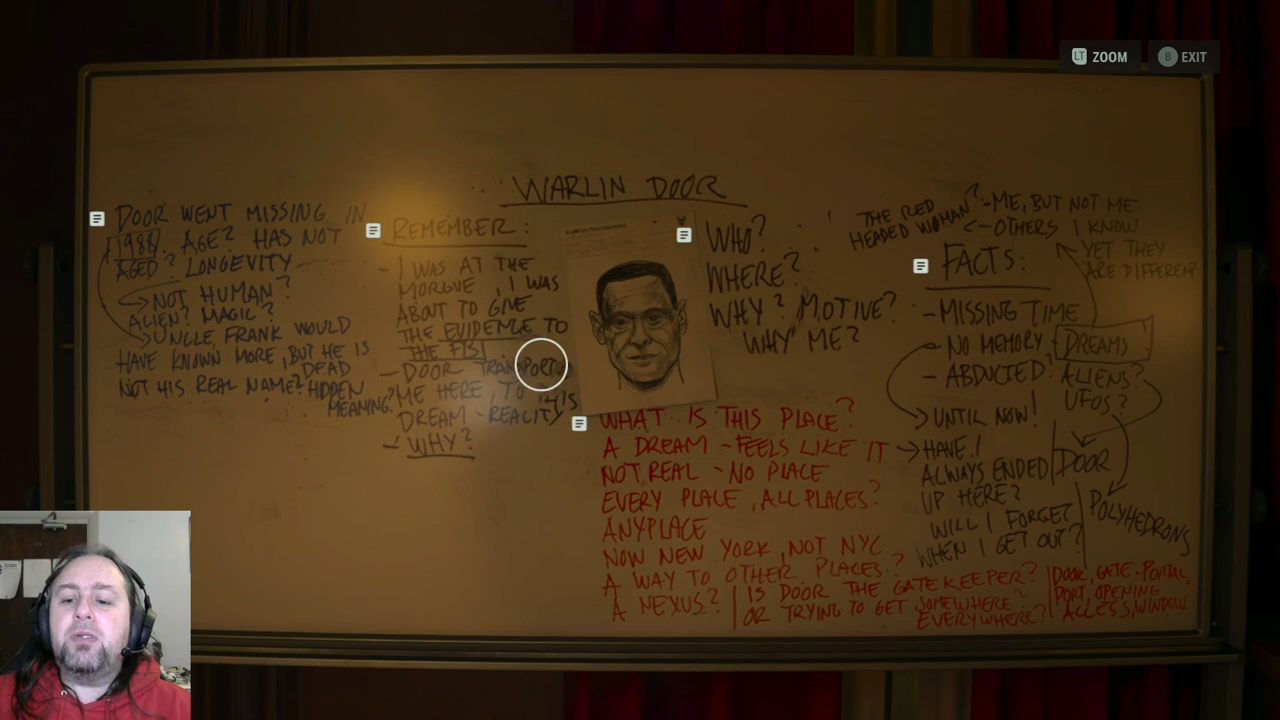 LT ZOOM
B EXIT
WARLIN DOOR
DOOR WENT MISSING IN
1988. AGE? HAS NOT
AGED? LONGEVITY
NOT HUMAN?
ALIEN? MAGIC?
UNCLE FRANK WOULD
HAVE KNOWN MORE, BUT HE IS
DEAD
NOT HIS REAL NAME? HIDDEN
MEANING?
REMEMBER:
- I WAS AT THE
MORGUE, I WAS
ABOUT TO GIVE
THE EVIDENCE TO
THE FBI
- DOOR TRANSPORTS
ME HERE, TO THIS
DREAM-REALITY
- WHY?
WHO?
WHERE?
WHY? MOTIVE?
WHY ME?
WHAT IS THIS PLACE?
A DREAM - FEELS LIKE IT
NOT REAL - NO PLACE
EVERY PLACE, ALL PLACES?
ANYPLACE
NOW NEW YORK, NOT NYC
A WAY TO OTHER PLACES?
A NEXUS?
IS DOOR THE GATEKEEPER?
OR TRYING TO GET SOMEWHERE?
EVERYWHERE?
DOOR, GATE, PORTAL,
PORT, OPENING
ACCESS, WINDOW
THE RED
HEADED WOMAN?
- ME, BUT NOT ME
- OTHERS I KNOW
YET THEY
ARE DIFFERENT
FACTS:
- MISSING TIME
- NO MEMORY
- ABDUCTED?
UNTIL NOW!
HAVE I
ALWAYS ENDED
UP HERE?
WILL I FORGET
WHEN I GET OUT?
DREAMS
ALIENS?
UFOS?
DOOR
POLYHEDRONS